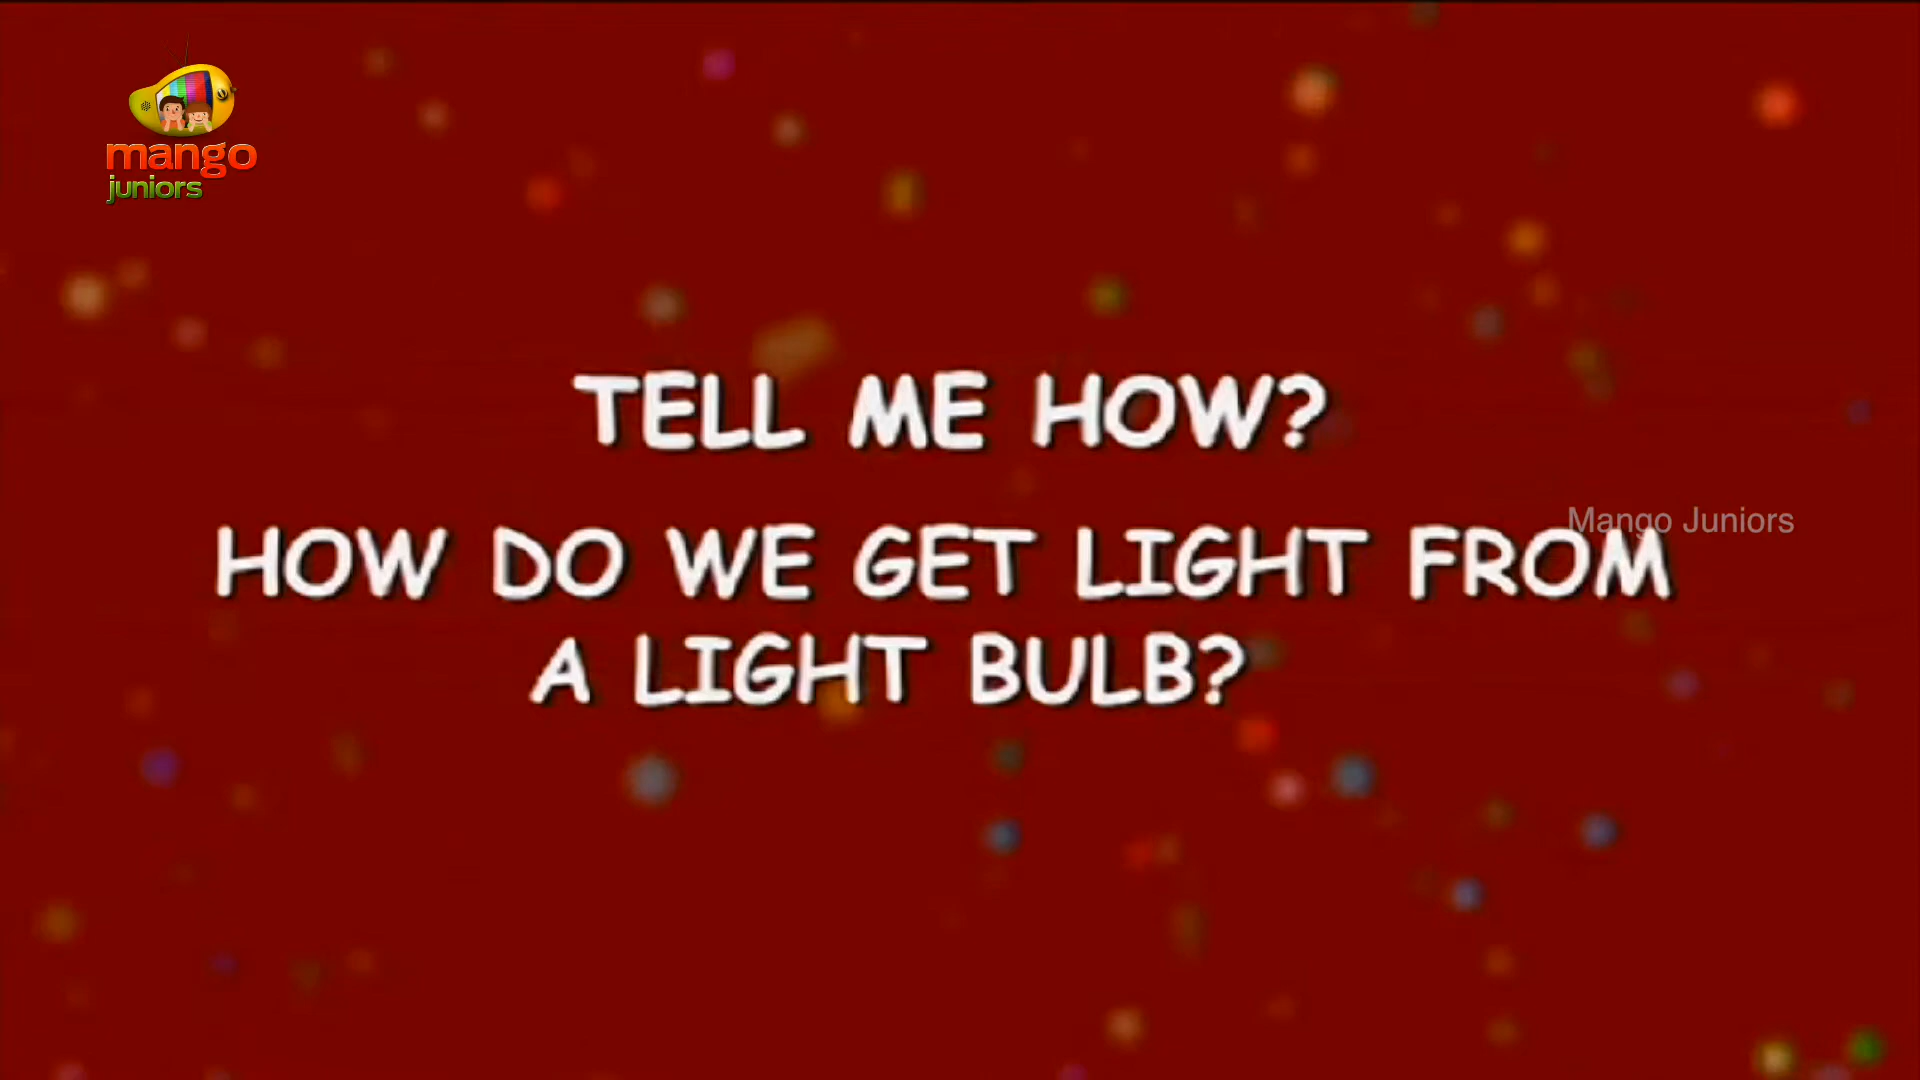 mango
juniors
TELL ME HOW?
Mango Juniors
HOW DO WE GET LIGHT FROM
A LIGHT BULB?